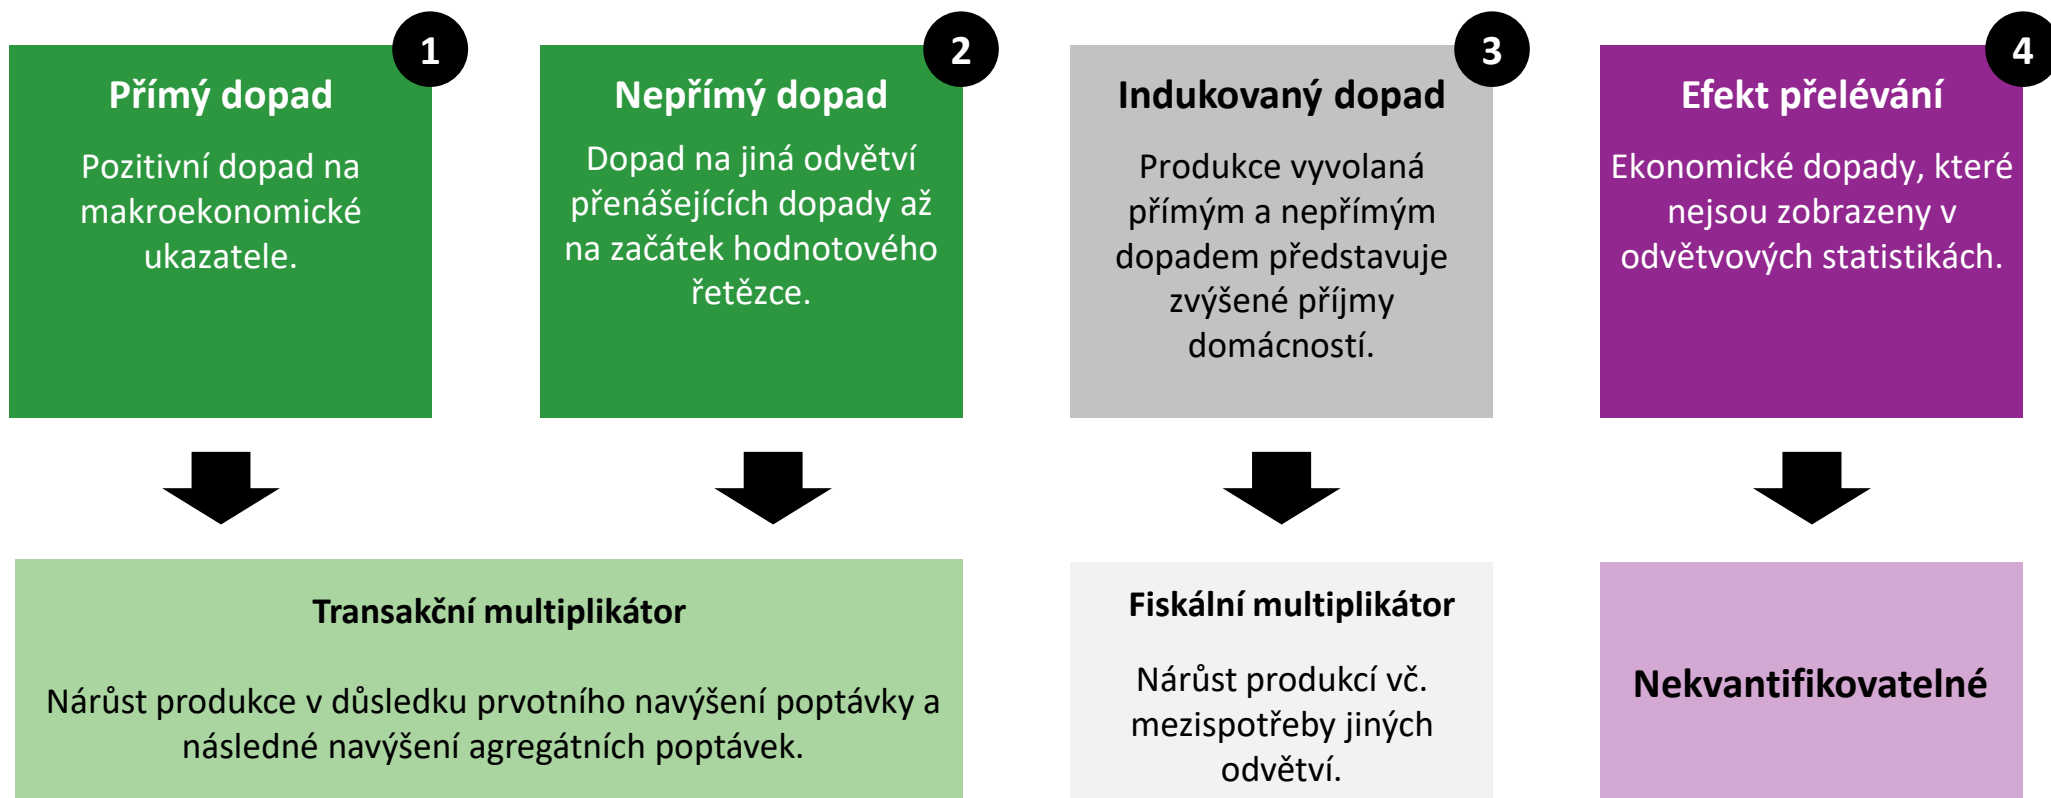 1
Přímý dopad
Pozitivní dopad na
makroekonomické
ukazatele.
2
Nepřímý dopad
Dopad na jiná odvětví
přenášejících dopady až
na začátek hodnotového
řetězce.
3
Indukovaný dopad
Produkce vyvolaná
přímým a nepřímým
dopadem představuje
zvýšené příjmy
domácností.
4
Efekt přelévání
Ekonomické dopady, které
nejsou zobrazeny v
odvětvových statistikách.
Transakční multiplikátor
Nárůst produkce v důsledku prvotního navýšení poptávky a
následné navýšení agregátních poptávek.
Fiskální multiplikátor
Nárůst produkcí vč.
mezispotřeby jiných
odvětví.
Nekvantifikovatelné